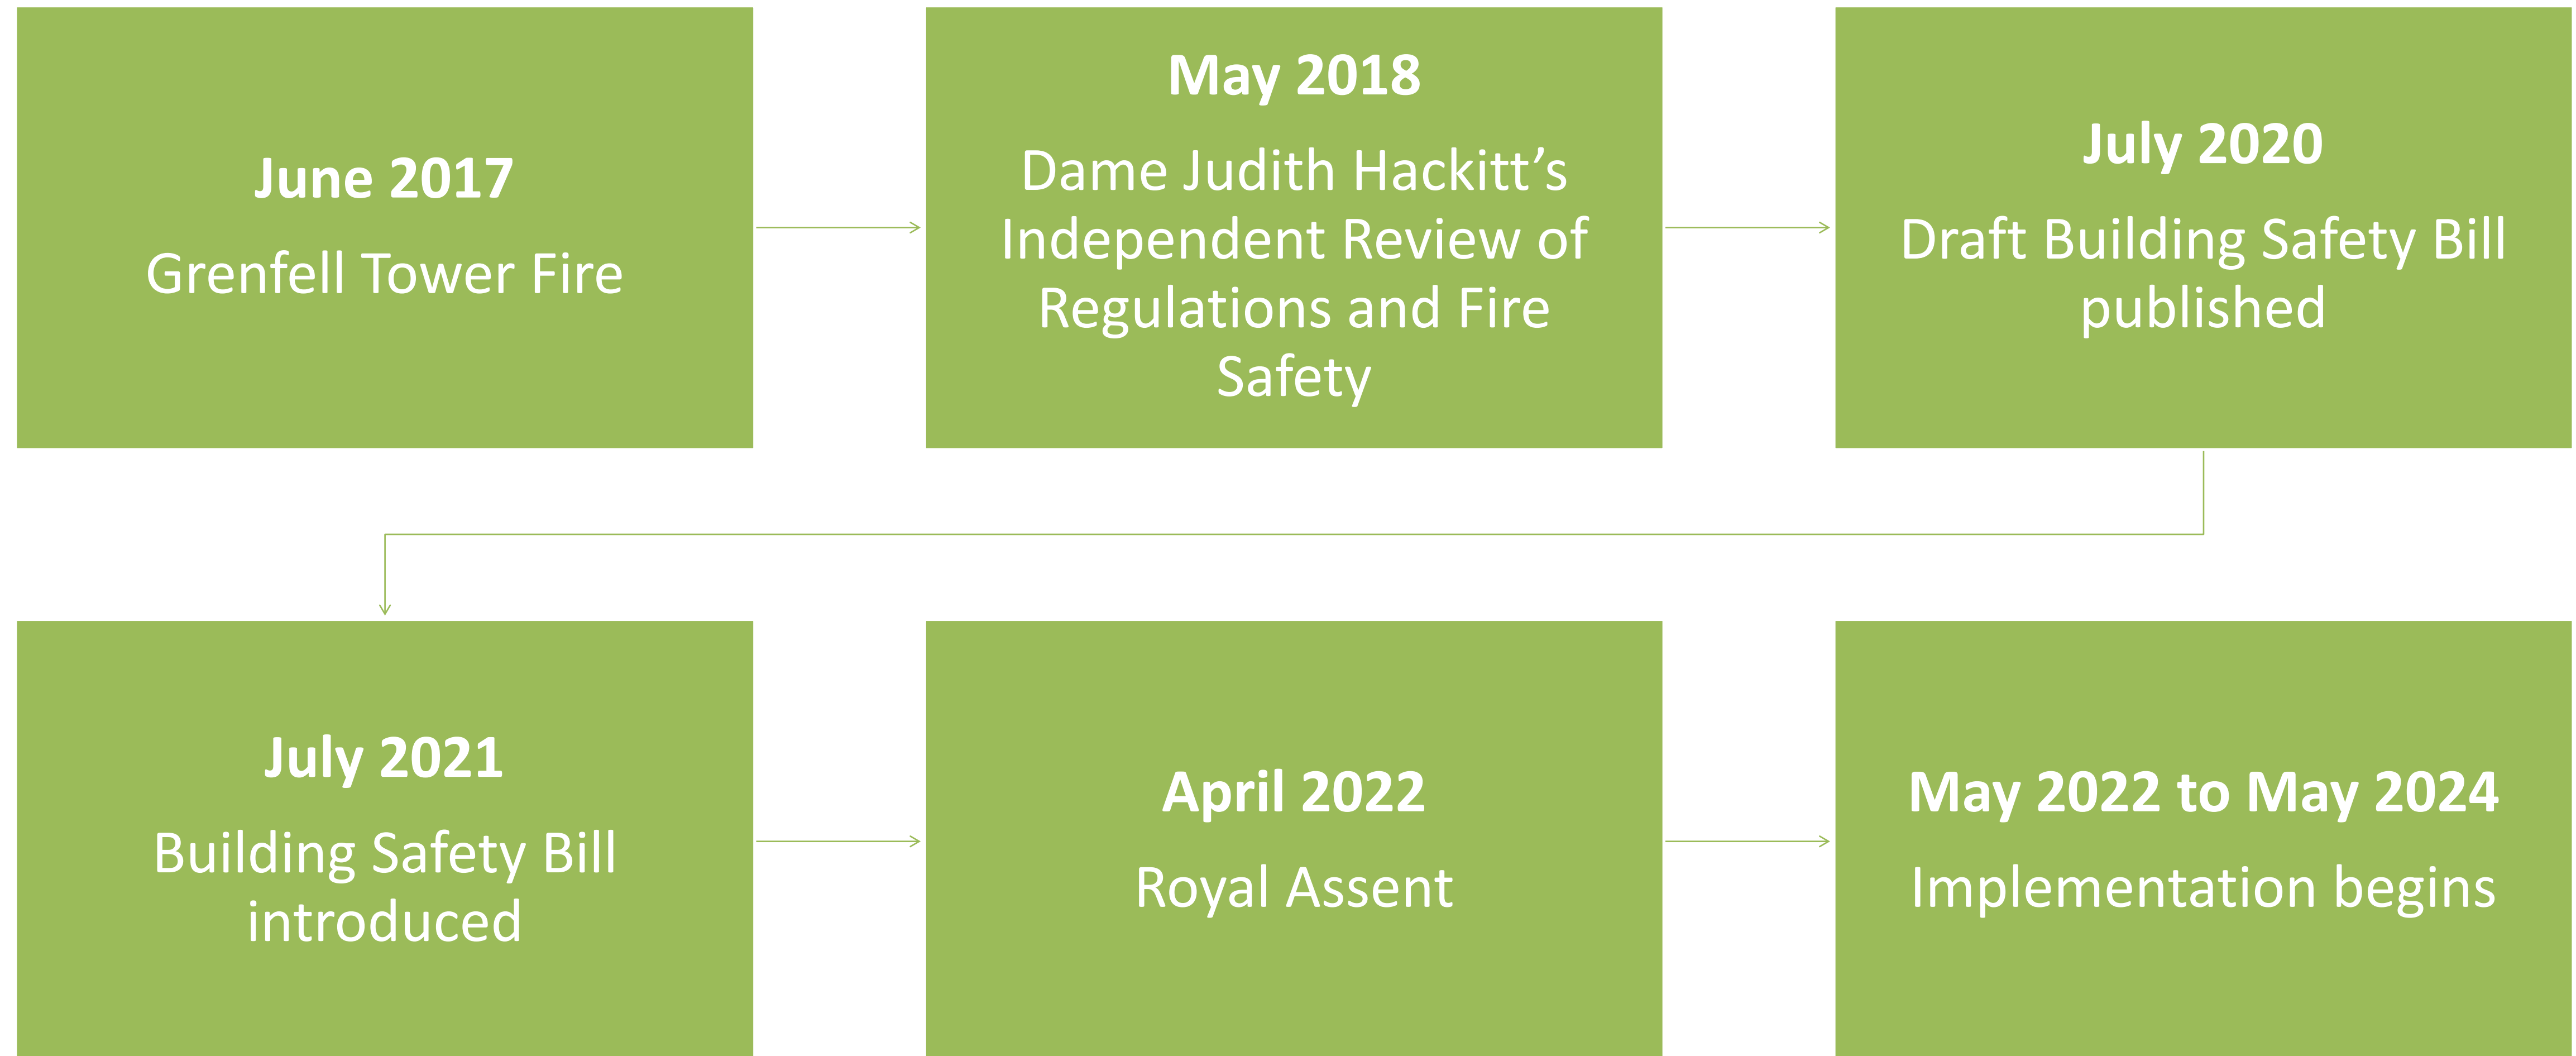 June 2017
Grenfell Tower Fire
May 2018
Dame Judith Hackitt’s
Independent Review of
Regulations and Fire
Safety
July 2020
Draft Building Safety Bill
published
July 2021
Building Safety Bill
introduced
April 2022
Royal Assent
May 2022 to May 2024
Implementation begins